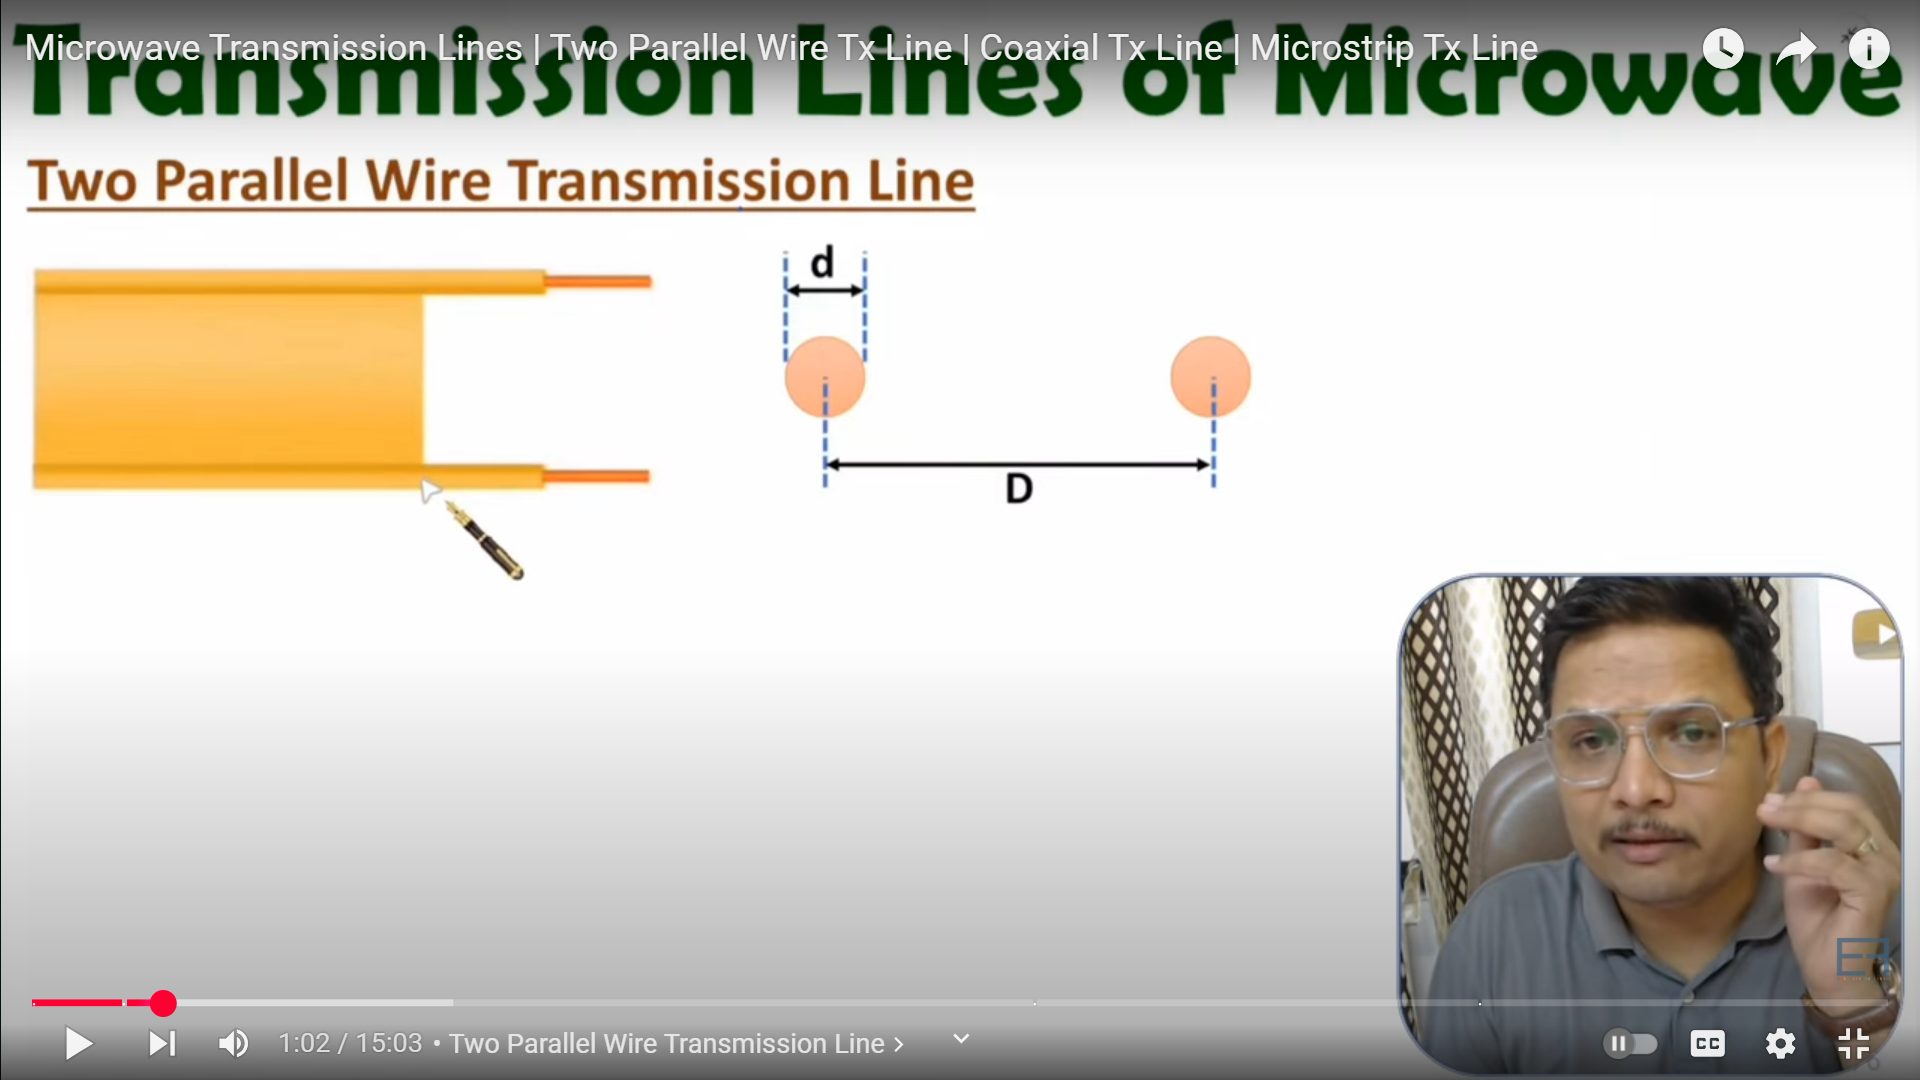 Microwave Transmission Lines | Two Parallel Wire Tx Line | Coaxial Tx Line | Microstrip Tx Line
Transmission Lines of Microwave
Two Parallel Wire Transmission Line
d
D
1:02 / 15:03 • Two Parallel Wire Transmission Line >
CC